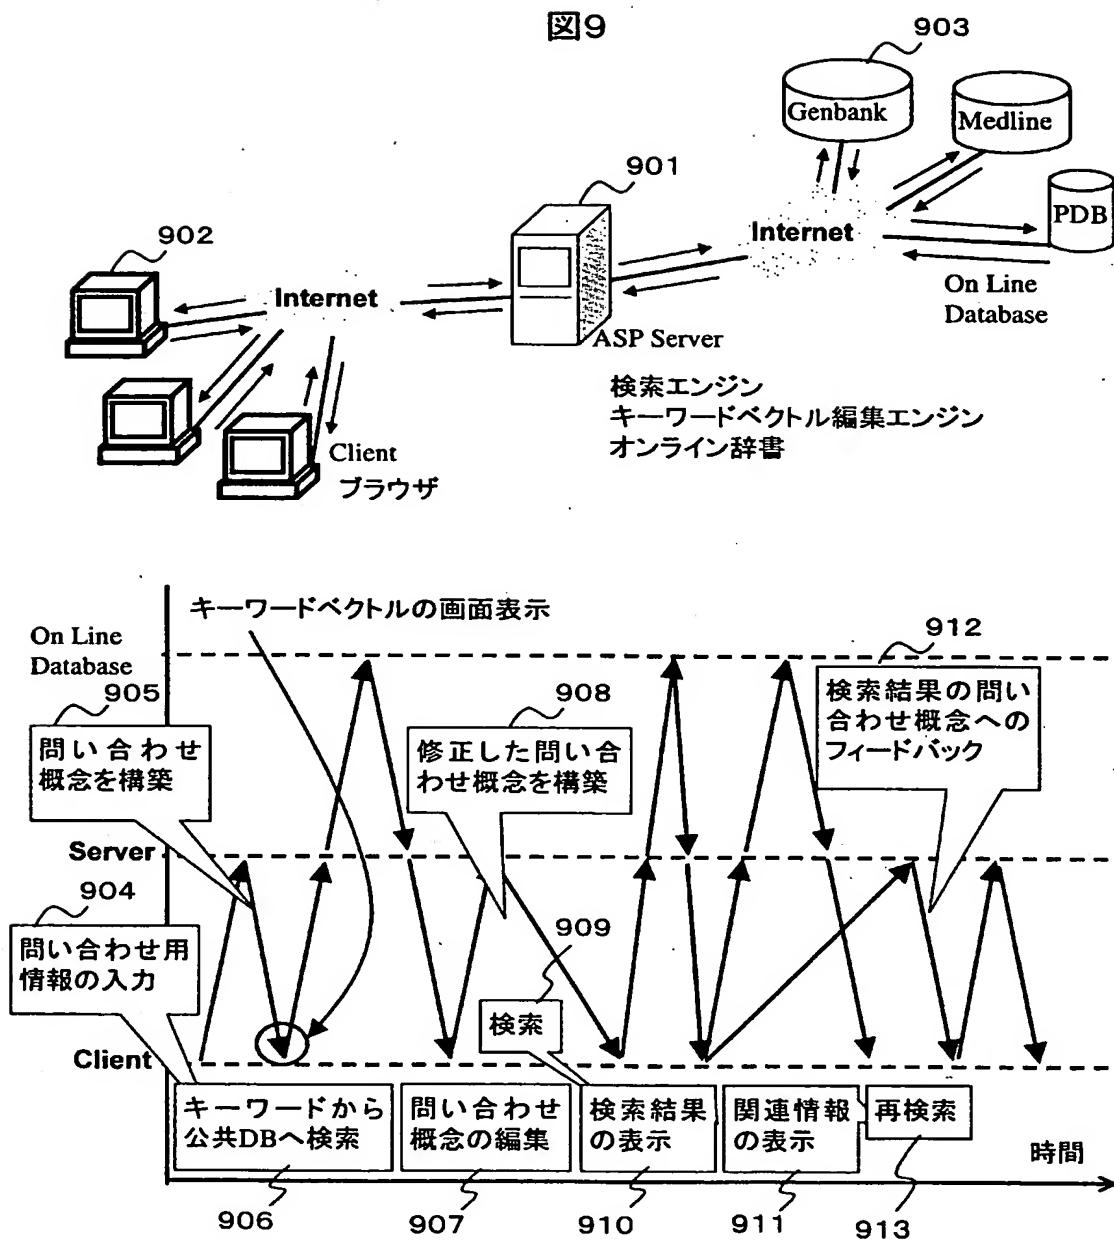 図9
903
Genbank
Medline
901
PDB
902
Internet
Internet
On Line
Database
ASP Server
検索エンジン
キーワードベクトル編集エンジン
オンライン辞書
Client
ブラウザ
キーワードベクトルの画面表示
On Line
Database
912
905
908
検索結果の問い
合わせ概念への
フィードバック
問い合わせ
概念を構築
修正した問い合
わせ概念を構築
Server
904
909
問い合わせ用
情報の入力
検索
Client
キーワードから
公共DBへ検索
問い合わせ
概念の編集
検索結果
の表示
関連情報
の表示
再検索
時間
906
907
910
911
913